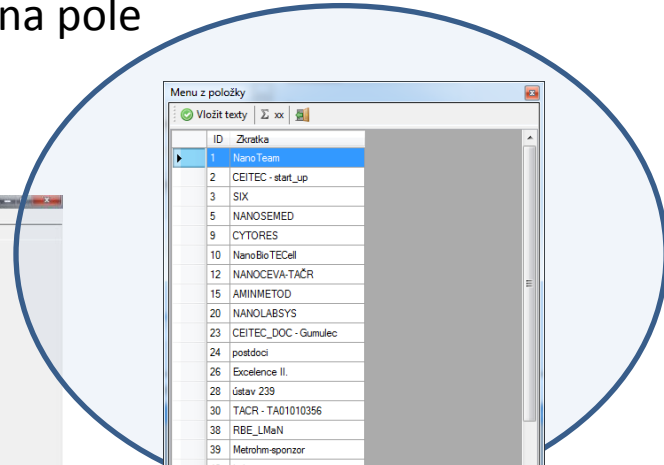 na pole
Menu z položky
Vložit texty Σ xx
ID Zkratka
1 NanoTeam
2 CEITEC - start_up
3 SIX
5 NANOSEMED
9 CYTORES
10 NanoBioTECell
12 NANOCEVA-TAČR
15 AMINMETOD
20 NANOLABSYS
23 CEITEC_DOC - Gumulec
24 postdoci
26 Excelence II.
28 ústav 239
30 TACR - TA01010356
38 RBE_LMaN
39 Metrohm-sponzor